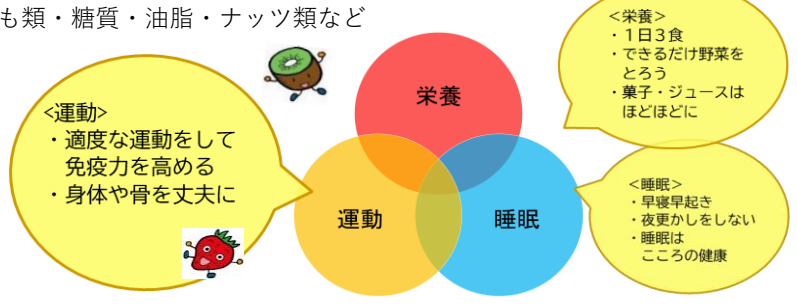 も類・糖質・油脂・ナッツ類など
<栄養>
・１日３食
・できるだけ野菜を
とろう
・菓子・ジュースは
ほどほどに
栄養
<運動>
・適度な運動をして
免疫力を高める
・身体や骨を丈夫に
運動
睡眠
＜睡眠＞
・早寝早起き
・夜更かしをしない
・睡眠は
こころの健康